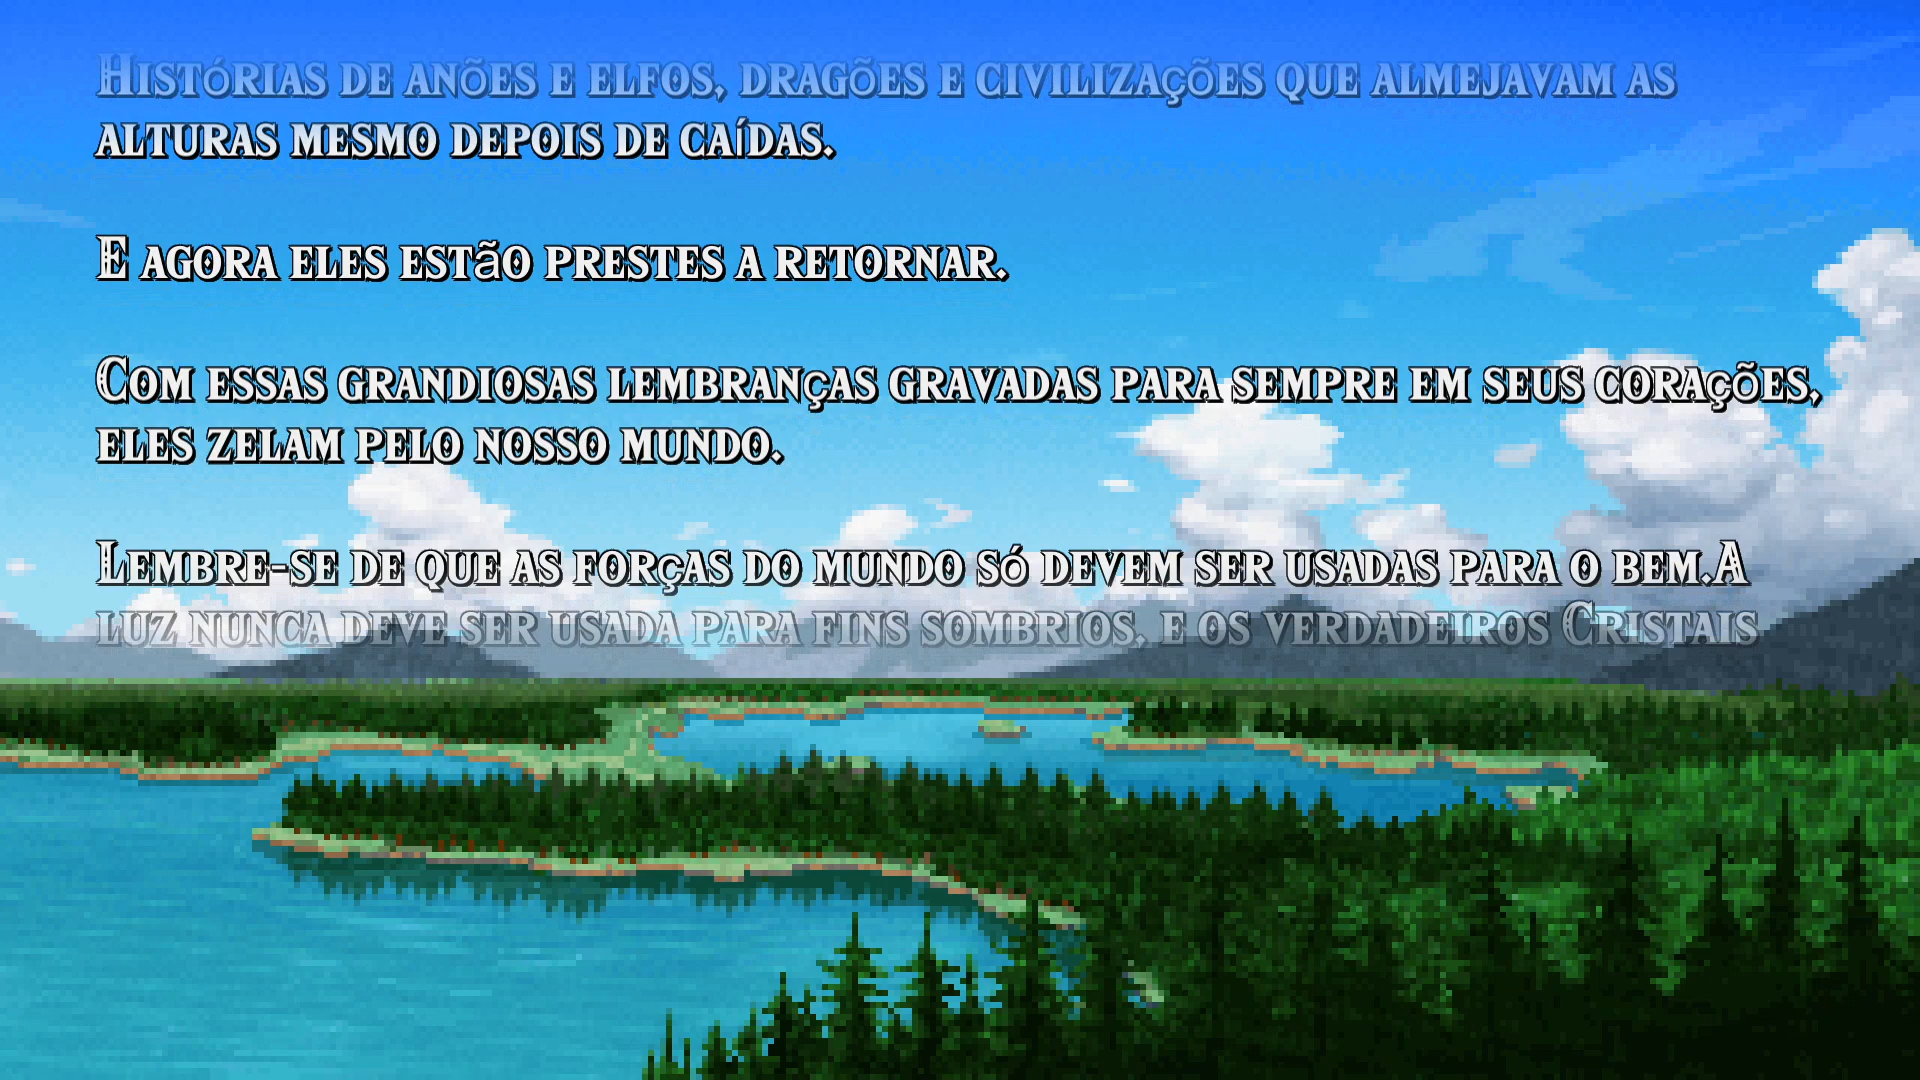 Histórias de anões e elfos, dragões e civilizações que almejavam as
alturas mesmo depois de caídas.
E agora eles estão prestes a retornar.
Com essas grandiosas lembranças gravadas para sempre em seus corações,
eles zelam pelo nosso mundo.
Lembre-se de que as forças do mundo só devem ser usadas para o bem.A
luz nunca deve ser usada para fins sombrios, e os verdadeiros Cristais